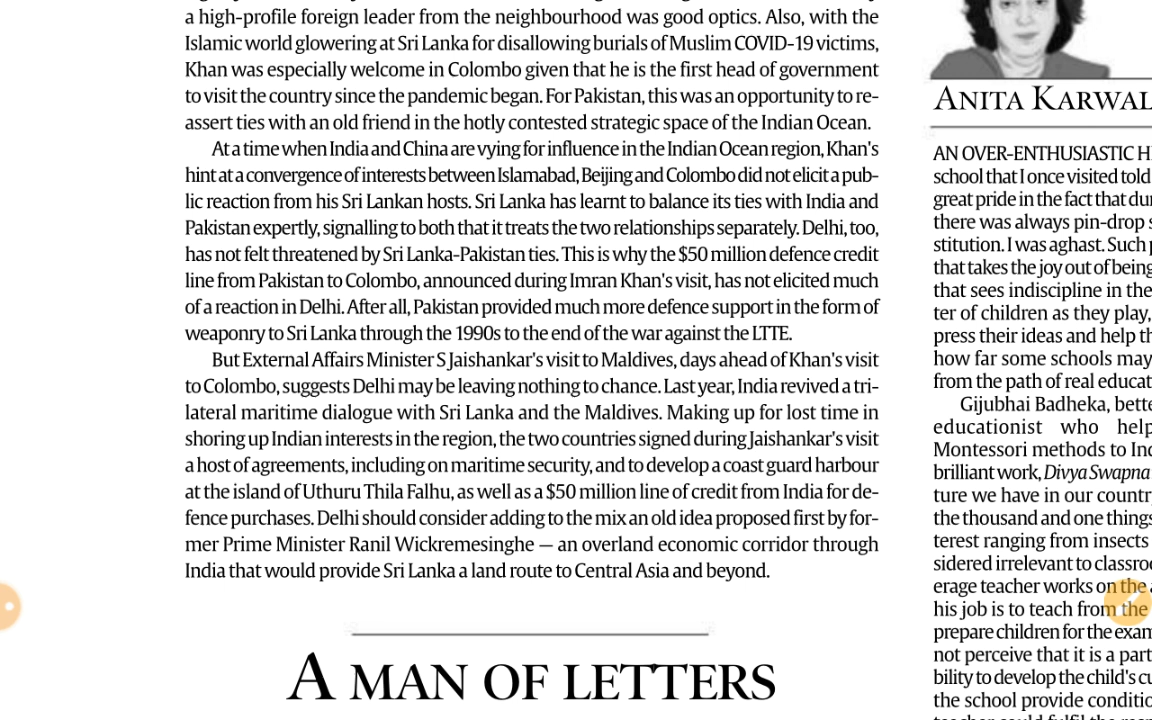 a high-profile foreign leader from the neighbourhood was good optics. Also, with the
Islamic world glowering at Sri Lanka for disallowing burials of Muslim COVID-19 victims,
Khan was especially welcome in Colombo given that he is the first head of government
to visit the country since the pandemic began. For Pakistan, this was an opportunity to re-
assert ties with an old friend in the hotly contested strategic space of the Indian Ocean.
At a time when India and China are vying for influence in the Indian Ocean region, Khan's
hint at a convergence of interests between Islamabad, Beijing and Colombo did not elicit a pub-
lic reaction from his Sri Lankan hosts. Sri Lanka has learnt to balance its ties with India and
Pakistan expertly, signalling to both that it treats the two relationships separately. Delhi, too,
has not felt threatened by Sri Lanka-Pakistan ties. This is why the $50 million defence credit
line from Pakistan to Colombo, announced during Imran Khan's visit, has not elicited much
of a reaction in Delhi. After all, Pakistan provided much more defence support in the form of
weaponry to Sri Lanka through the 1990s to the end of the war against the LTTE.
But External Affairs Minister S Jaishankar's visit to Maldives, days ahead of Khan's visit
to Colombo, suggests Delhi may be leaving nothing to chance. Last year, India revived a tri-
lateral maritime dialogue with Sri Lanka and the Maldives. Making up for lost time in
shoring up Indian interests in the region, the two countries signed during Jaishankar's visit
a host of agreements, including on maritime security, and to develop a coast guard harbour
at the island of Uthuru Thila Falhu, as well as a $50 million line of credit from India for de-
fence purchases. Delhi should consider adding to the mix an old idea proposed first by for-
mer Prime Minister Ranil Wickremesinghe — an overland economic corridor through
India that would provide Sri Lanka a land route to Central Asia and beyond.
A MAN OF LETTERS
ANITA KARWAL
AN OVER-ENTHUSIASTIC H
school that I once visited told
great pride in the fact that du
there was always pin-drop s
stitution. I was aghast. Such
that takes the joy out of being
that sees indiscipline in the
ter of children as they play,
press their ideas and help th
how far some schools may
from the path of real educat
Gijubhai Badheka, bette
educationist who help
Montessori methods to Ind
brilliant work, Divya Swapna
ture we have in our countr
the thousand and one things
terest ranging from insects
sidered irrelevant to classroo
erage teacher works on the a
his job is to teach from the
prepare children for the exam
not perceive that it is a part
bility to develop the child's cu
the school provide conditio